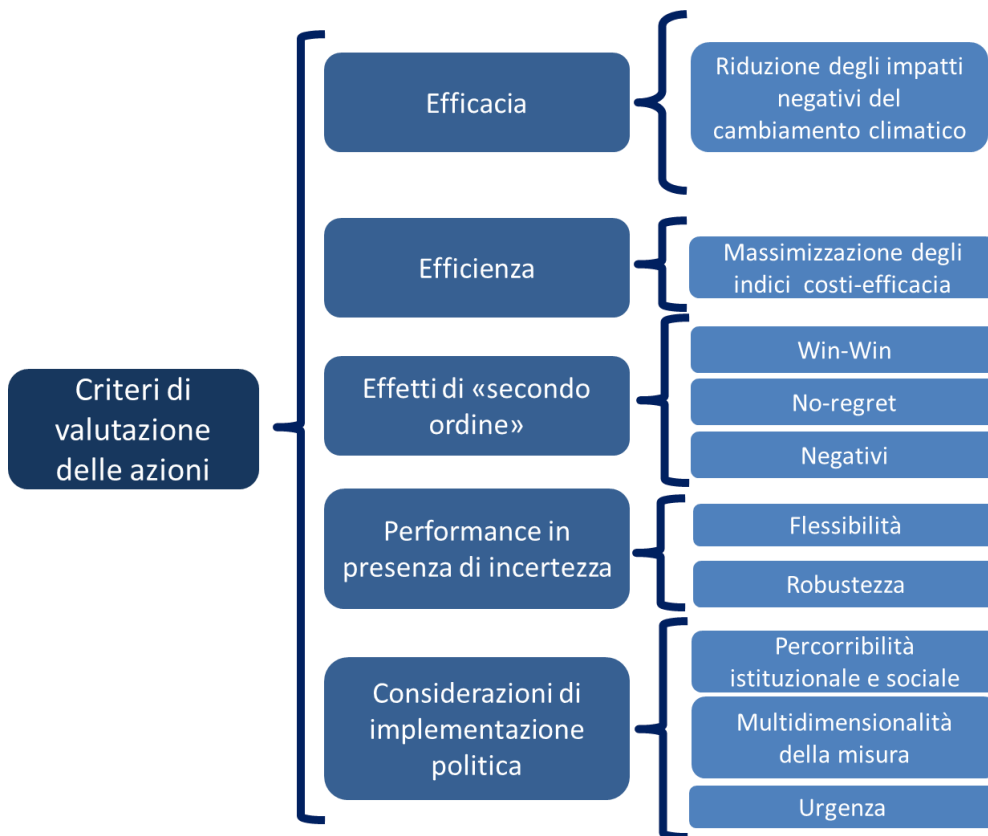 Criteri di
valutazione
delle azioni
Efficacia
Riduzione degli impatti
negativi del
cambiamento climatico
Efficienza
Massimizzazione degli
indici costi-efficacia
Effetti di «secondo
ordine»
Win-Win
No-regret
Negativi
Performance in
presenza di incertezza
Flessibilità
Robustezza
Considerazioni di
implementazione
politica
Percorribilità
istituzionale e sociale
Multidimensionalità
della misura
Urgenza